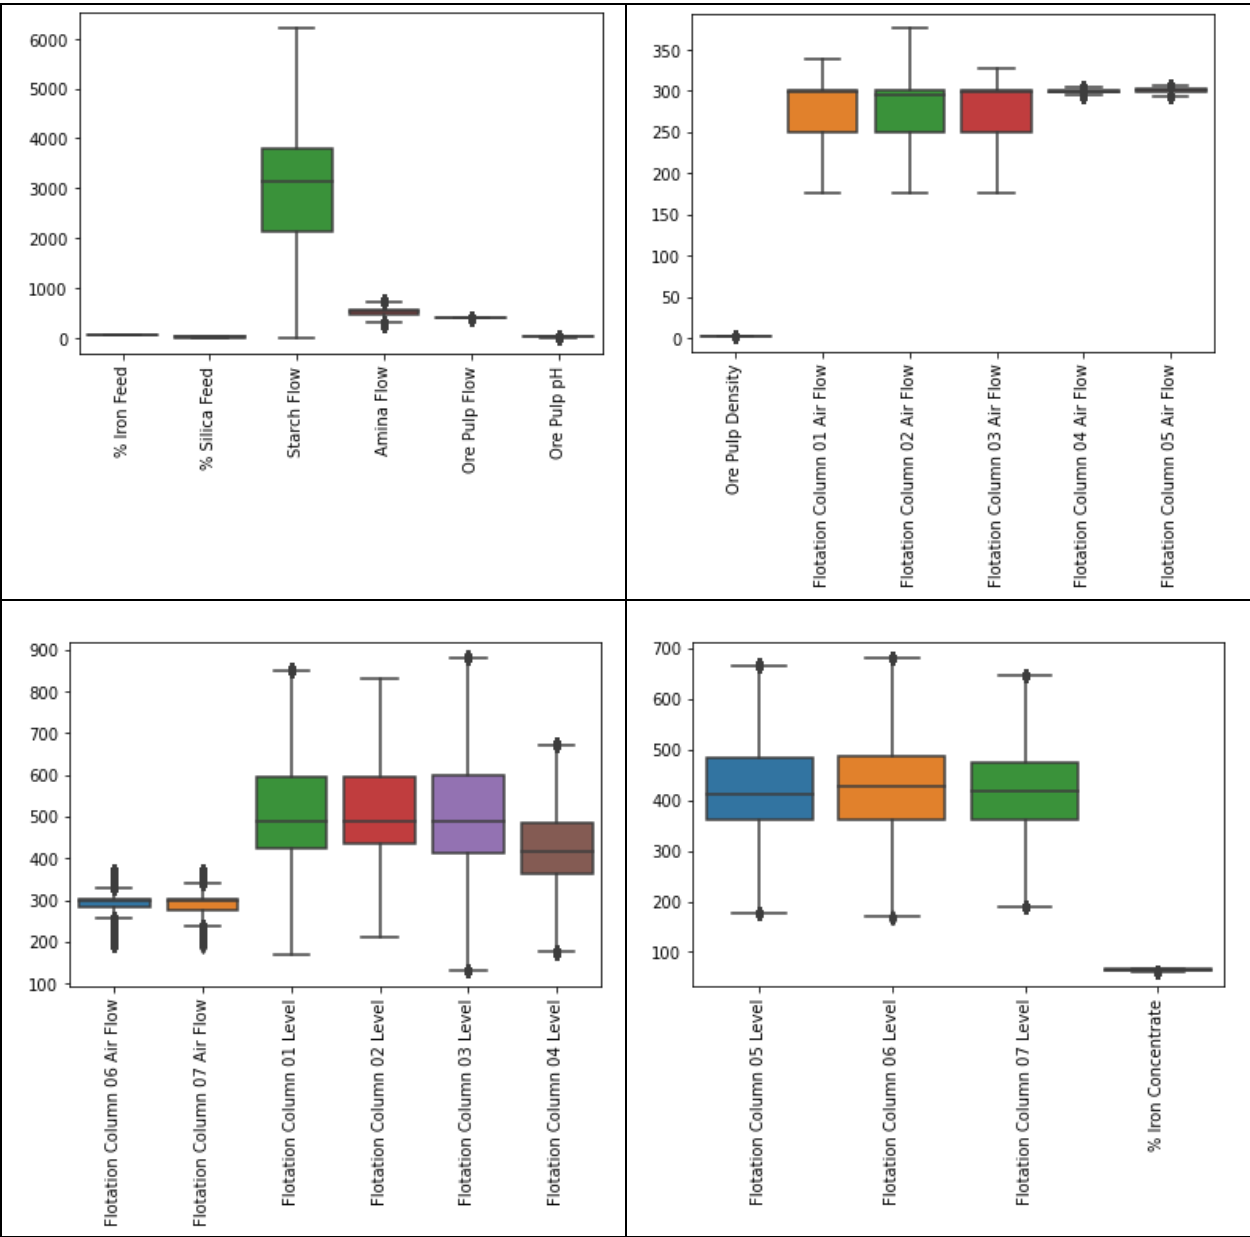 6000
5000
4000
3000
2000
1000
0
% Iron Feed
% Silica Feed
Starch Flow
Amina Flow
Ore Pulp Flow
Ore Pulp pH
350
300
250
200
150
100
50
0
Ore Pulp Density
Flotation Column 01 Air Flow
Flotation Column 02 Air Flow
Flotation Column 03 Air Flow
Flotation Column 04 Air Flow
Flotation Column 05 Air Flow
900
800
700
600
500
400
300
200
100
Flotation Column 06 Air Flow
Flotation Column 07 Air Flow
Flotation Column 01 Level
Flotation Column 02 Level
Flotation Column 03 Level
Flotation Column 04 Level
700
600
500
400
300
200
100
Flotation Column 05 Level
Flotation Column 06 Level
Flotation Column 07 Level
% Iron Concentrate